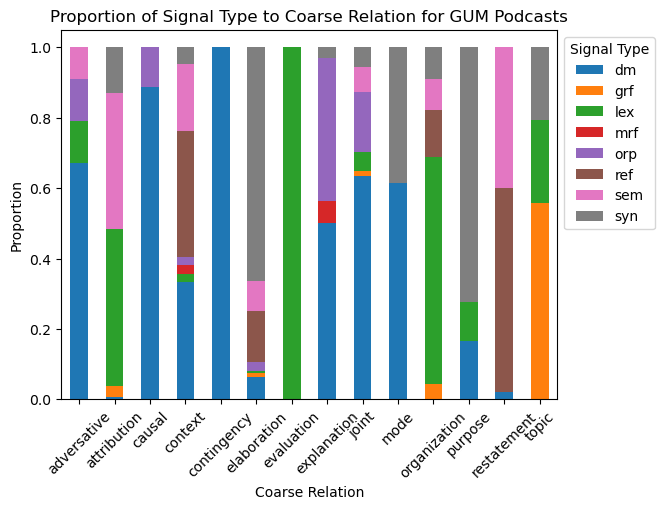 Proportion of Signal Type to Coarse Relation for GUM Podcasts
Signal Type
dm
grf
lex
mrf
orp
ref
sem
syn
Proportion
1.0
0.8
0.6
0.4
0.2
0.0
adversative
attribution
causal
context
contingency
elaboration
evaluation
explanation
joint
mode
organization
purpose
restatement
topic
Coarse Relation